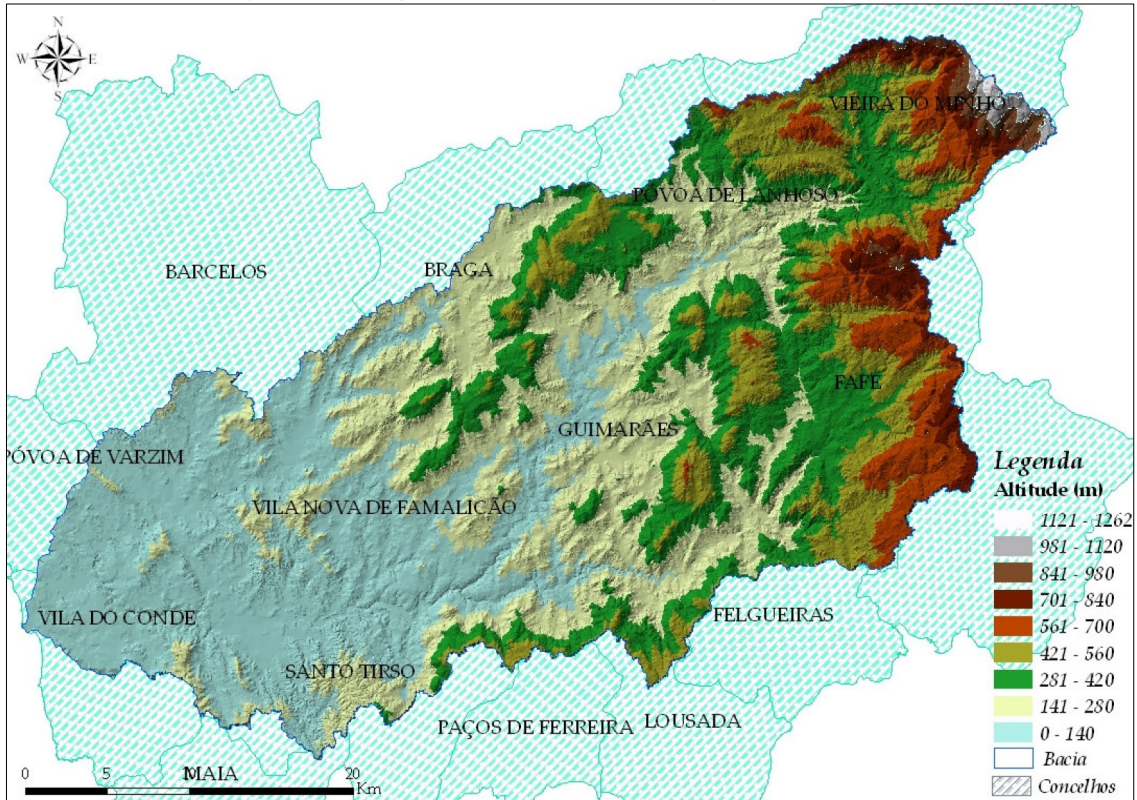 N
W E
S
VIEIRA DO MINHO
PÓVOA DE LANHOSO
BARCELOS
BRAGA
FAFE
GUIMARÃES
PÓVOA DE VARZIM
VILA NOVA DE FAMALICÃO
VILA DO CONDE
FELGUEIRAS
SANTO TIRSO
PAÇOS DE FERREIRA
LOUSADA
MAIA
0 5 10 20
Km
Legenda
Altitude (m)
1121 - 1262
981 - 1120
841 - 980
701 - 840
561 - 700
421 - 560
281 - 420
141 - 280
0 - 140
Bacia
Concelhos